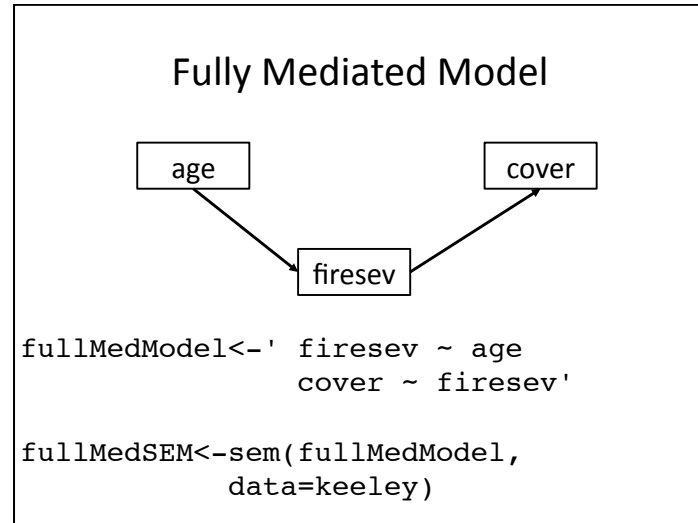 Fully Mediated Model
age
cover
firesev
fullMedModel<-' firesev ~ age
cover ~ firesev'
fullMedSEM<-sem(fullMedModel,
data=keeley)